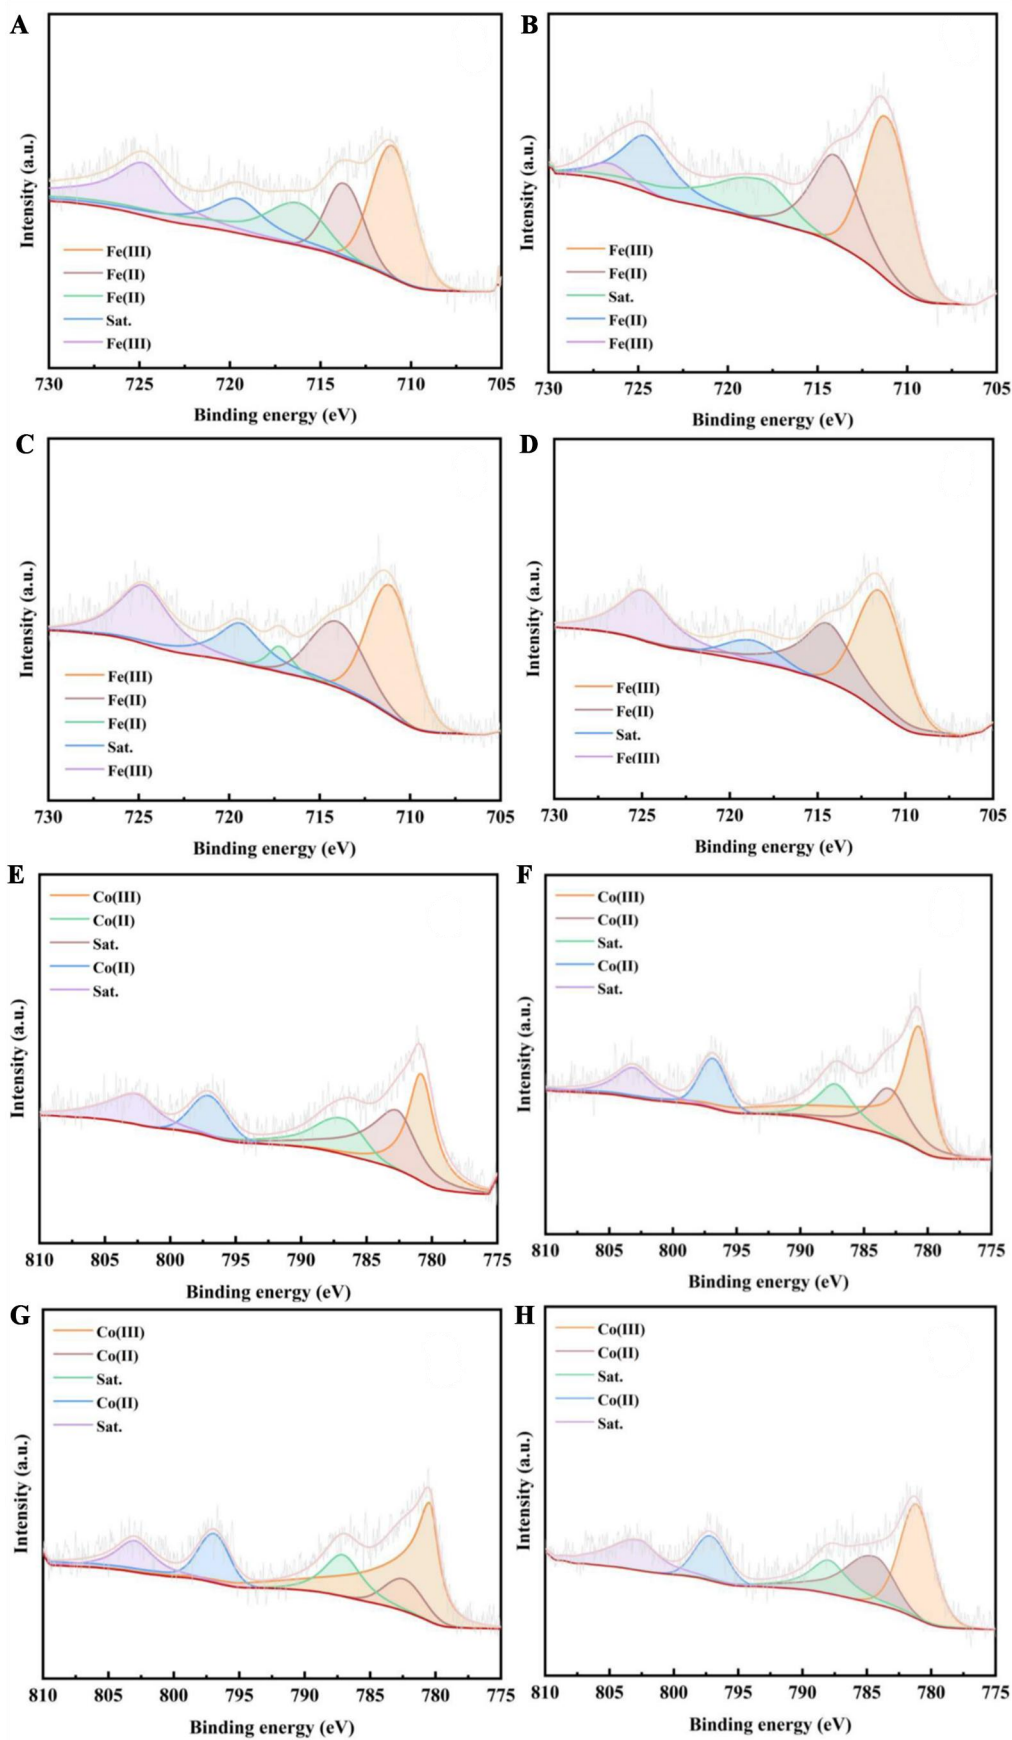 A
Intensity (a.u.)
Fe(III)
Fe(II)
Fe(II)
Sat.
Fe(III)
730 725 720 715 710 705
Binding energy (eV)
B
Intensity (a.u.)
Fe(III)
Fe(II)
Sat.
Fe(II)
Fe(III)
730 725 720 715 710 705
Binding energy (eV)
C
Intensity (a.u.)
Fe(III)
Fe(II)
Fe(II)
Sat.
Fe(III)
730 725 720 715 710 705
Binding energy (eV)
D
Intensity (a.u.)
Fe(III)
Fe(II)
Sat.
Fe(III)
730 725 720 715 710 705
Binding energy (eV)
E
Intensity (a.u.)
Co(III)
Co(II)
Sat.
Co(II)
Sat.
810 805 800 795 790 785 780 775
Binding energy (eV)
F
Intensity (a.u.)
Co(III)
Co(II)
Sat.
Co(II)
Sat.
810 805 800 795 790 785 780 775
Binding energy (eV)
G
Intensity (a.u.)
Co(III)
Co(II)
Sat.
Co(II)
Sat.
810 805 800 795 790 785 780 775
Binding energy (eV)
H
Intensity (a.u.)
Co(III)
Co(II)
Sat.
Co(II)
Sat.
810 805 800 795 790 785 780 775
Binding energy (eV)